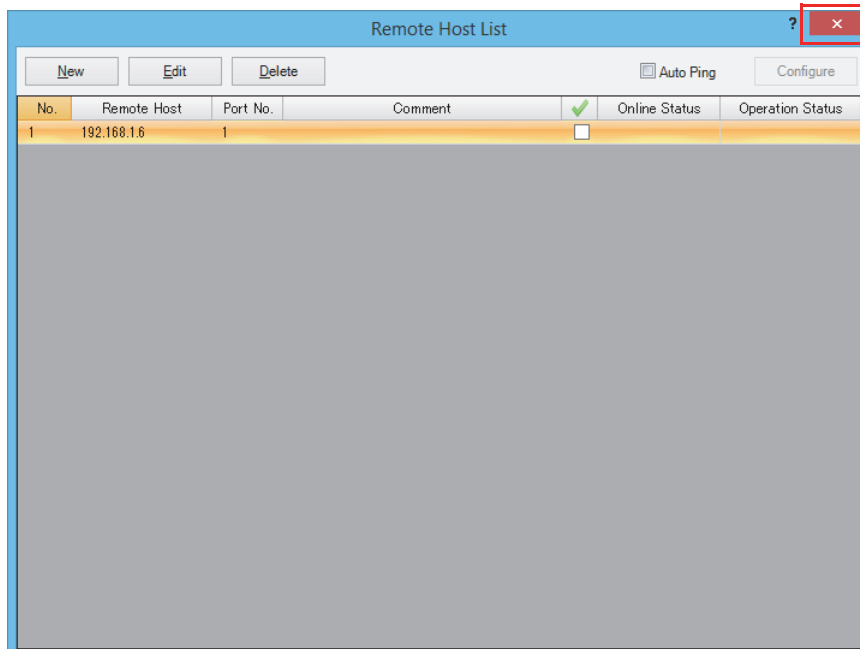 Remote Host List ?
New Edit Delete Auto Ping Configure
No. Remote Host Port No. Comment Online Status Operation Status
1 192.168.1.6 1